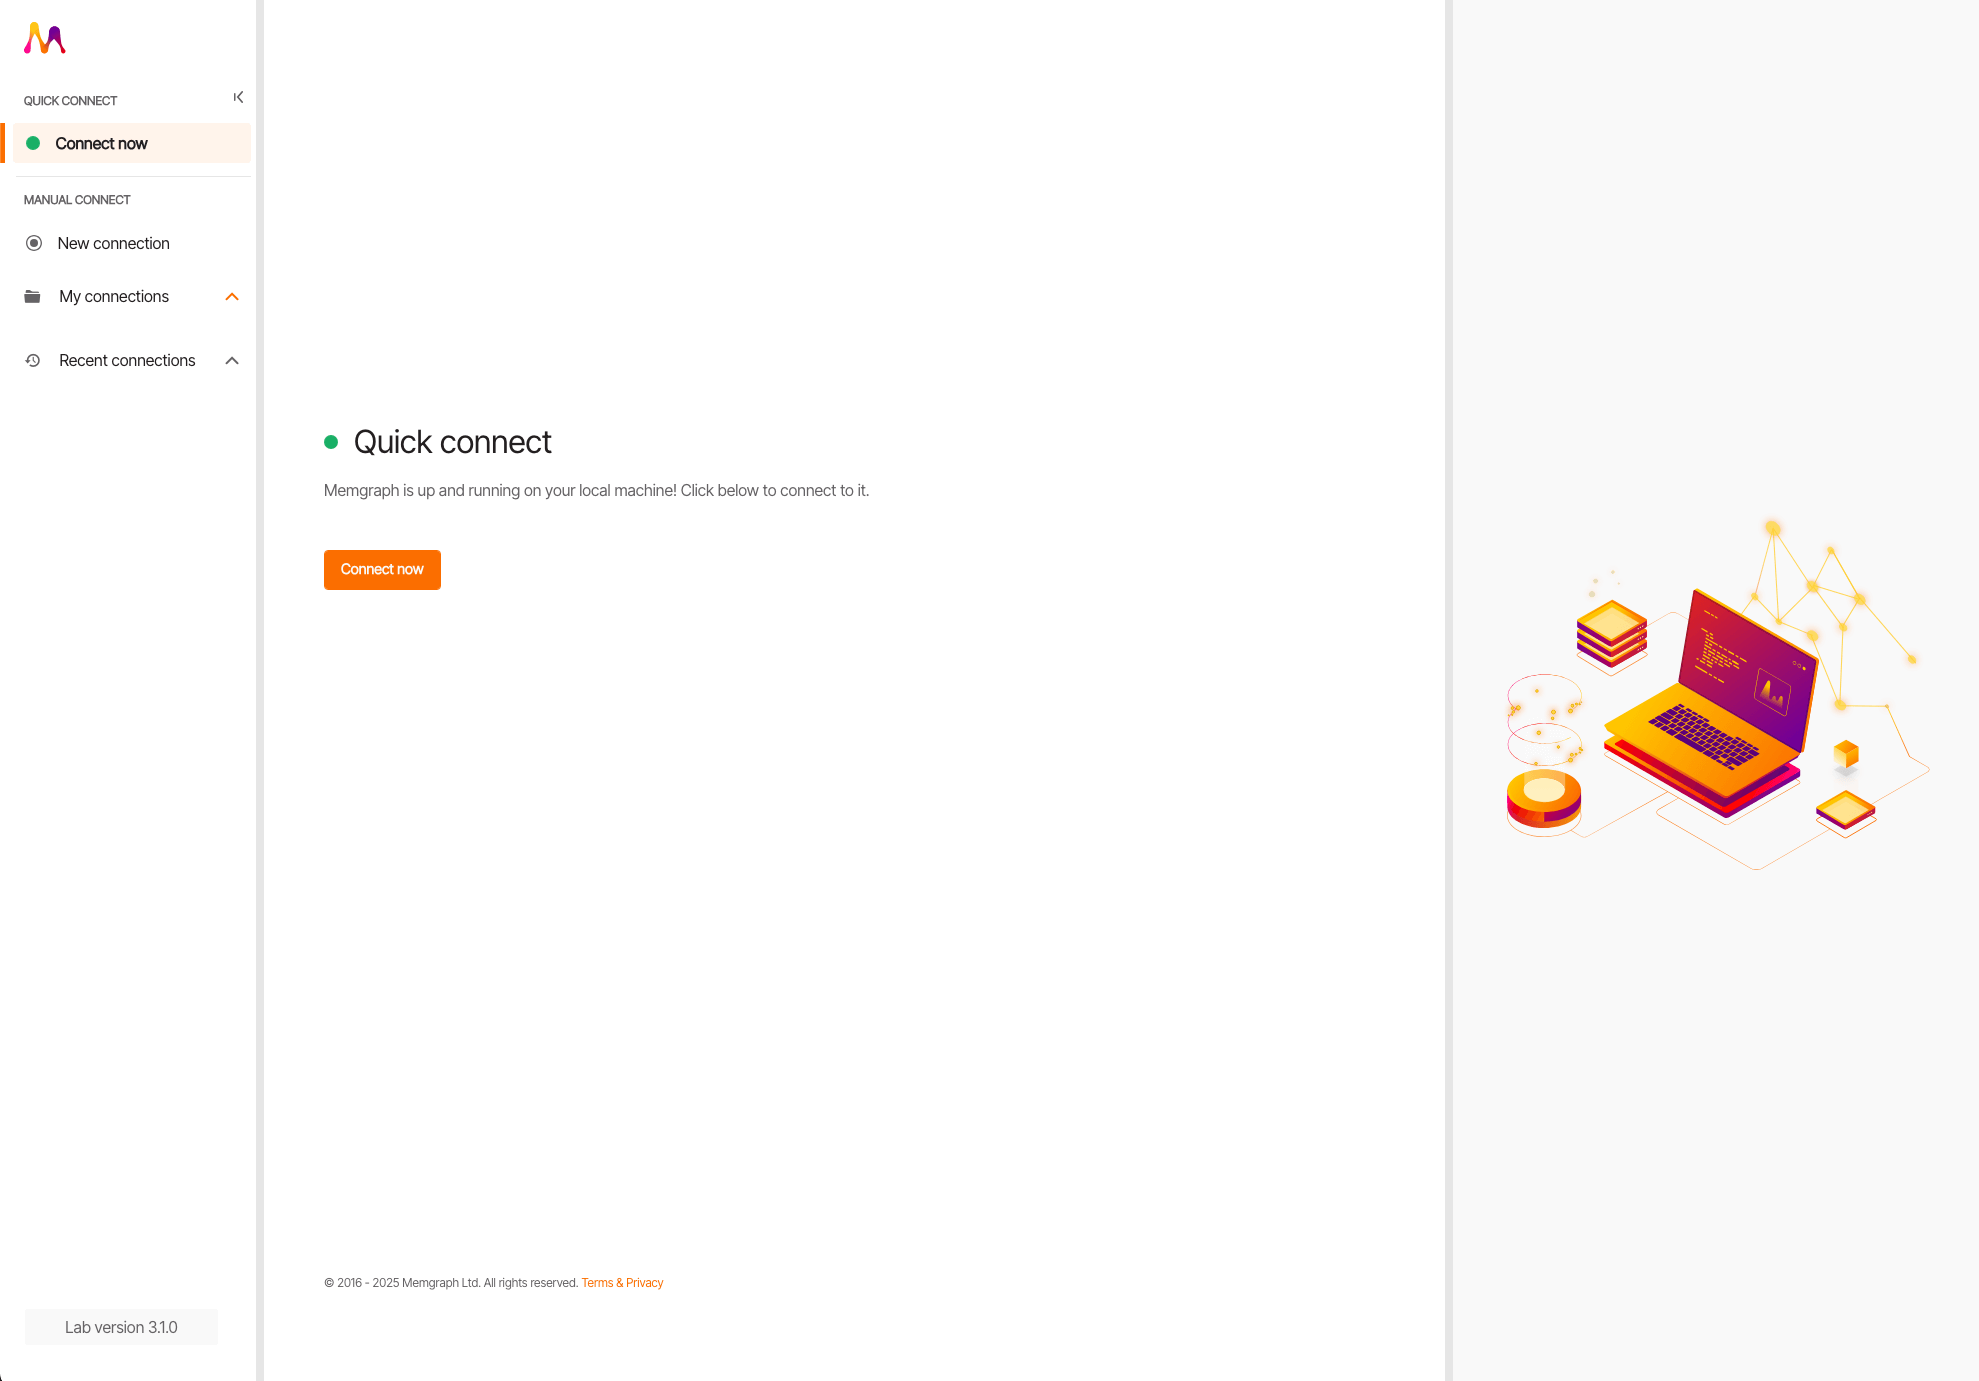 QUICK CONNECT
Connect now
MANUAL CONNECT
New connection
My connections
Recent connections
Lab version 3.1.0
Quick connect
Memgraph is up and running on your local machine! Click below to connect to it.
Connect now
© 2016 - 2025 Memgraph Ltd. All rights reserved. Terms & Privacy